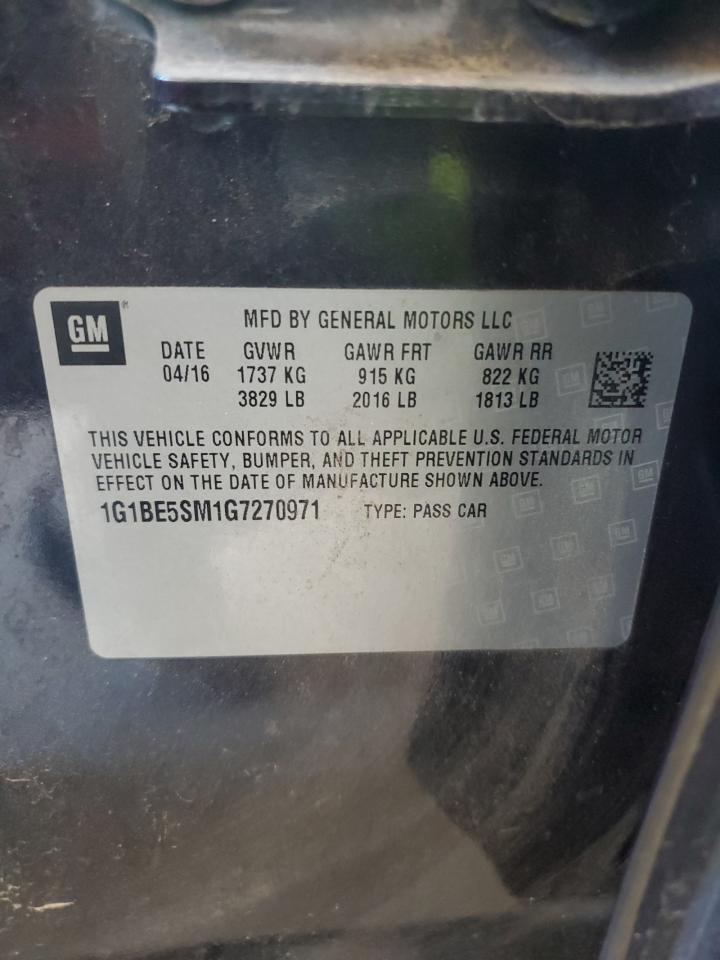 GM®
MFD BY GENERAL MOTORS LLC
DATE GVWR GAWR FRT GAWR RR
04/16 1737 KG 915 KG 822 KG
3829 LB 2016 LB 1813 LB
THIS VEHICLE CONFORMS TO ALL APPLICABLE U.S. FEDERAL MOTOR
VEHICLE SAFETY, BUMPER, AND THEFT PREVENTION STANDARDS IN
EFFECT ON THE DATE OF MANUFACTURE SHOWN ABOVE.
1G1BE5SM1G7270971 TYPE: PASS CAR